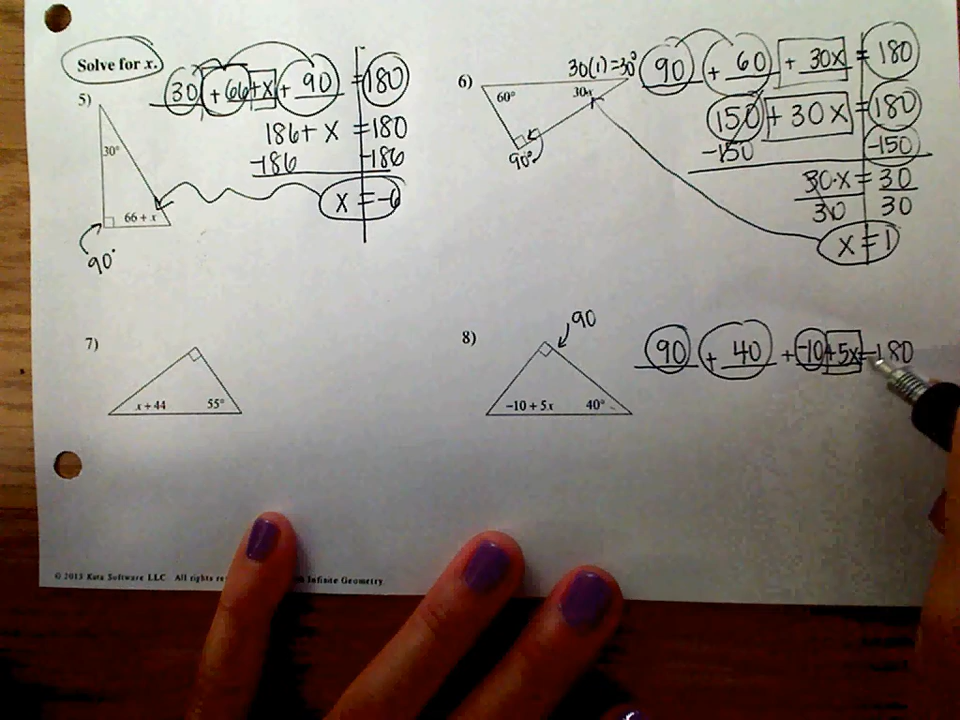 Solve for x.
30 + 66 + x + 90 = 180
5)
30°
66 + x
90°
186 + x = 180
-186 -186
x = -6
6)
30(1)=30°
60°
30x
90°
90 + 60 + 30x = 180
150 + 30x = 180
-150 -150
30·x = 30
30 30
x = 1
7)
x + 44
55°
8)
90
-10 + 5x
40°
90 + 40 + -10 + 5x = 180
© 2013 Kuta Software LLC All rights
Infinite Geometry